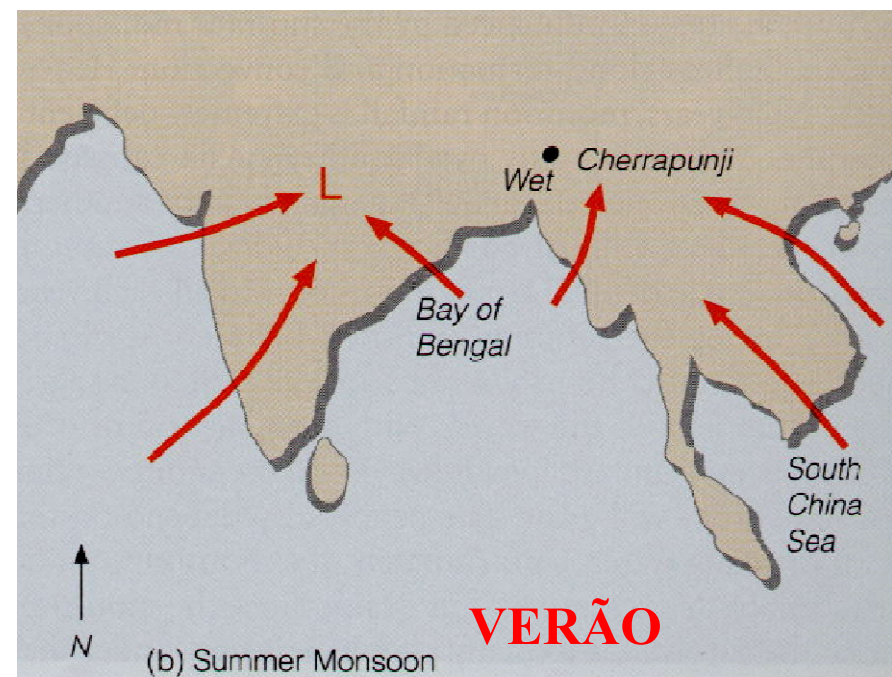 L
Wet
Cherrapunji
Bay of
Bengal
South
China
Sea
N
VERÃO
(b) Summer Monsoon